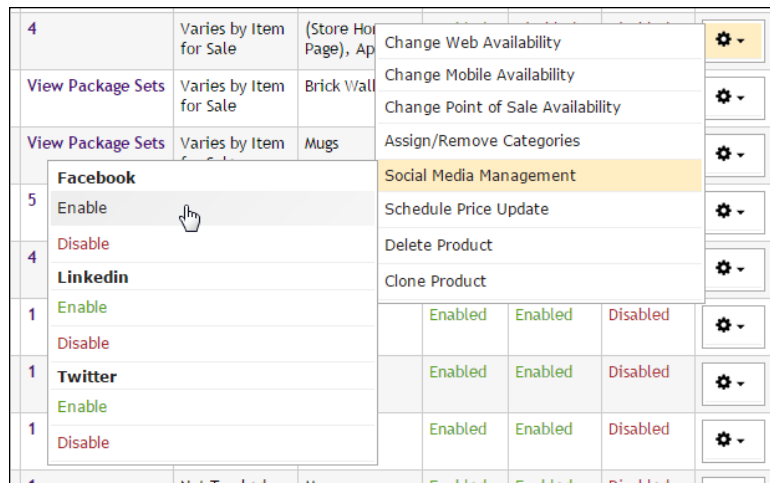 4
Varies by Item
for Sale
(Store
Page),
Change Web Availability
Change Mobile Availability
Change Point of Sale Availability
Assign/Remove Categories
Social Media Management
Schedule Price Update
Delete Product
Clone Product
View Package Sets
Varies by Item
for Sale
Brick
View Package Sets
Varies by Item
Mugs
5
4
Facebook
Enable
Disable
Linkedin
Enable
Disable
Twitter
Enable
Disable
1
Enabled Enabled Disabled
1
Enabled Enabled Disabled
1
Enabled Enabled Disabled